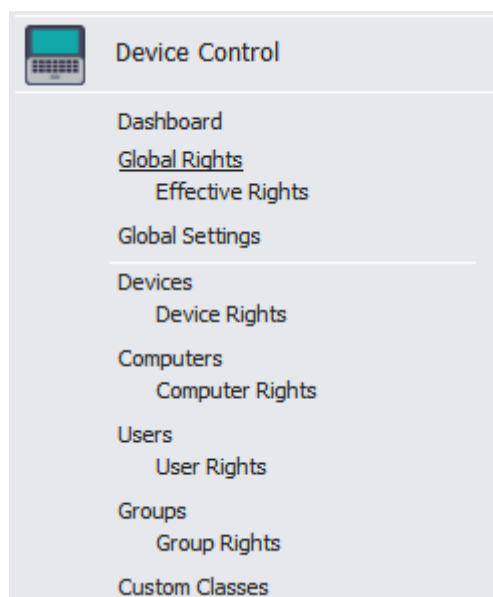 Device Control
Dashboard
Global Rights
Effective Rights
Global Settings
Devices
Device Rights
Computers
Computer Rights
Users
User Rights
Groups
Group Rights
Custom Classes